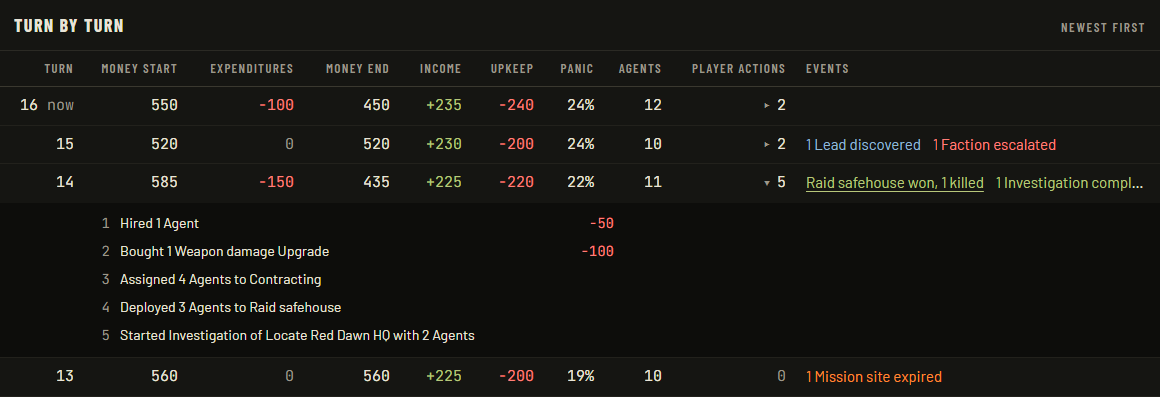 TURN BY TURN NEWEST FIRST
TURN MONEY START EXPENDITURES MONEY END INCOME UPKEEP PANIC AGENTS PLAYER ACTIONS EVENTS
16 now 550 -100 450 +235 -240 24% 12 ▸ 2
15 520 0 520 +230 -200 24% 10 ▸ 2 1 Lead discovered 1 Faction escalated
14 585 -150 435 +225 -220 22% 11 ▾ 5 Raid safehouse won, 1 killed 1 Investigation compl...
1 Hired 1 Agent -50
2 Bought 1 Weapon damage Upgrade -100
3 Assigned 4 Agents to Contracting
4 Deployed 3 Agents to Raid safehouse
5 Started Investigation of Locate Red Dawn HQ with 2 Agents
13 560 0 560 +225 -200 19% 10 0 1 Mission site expired